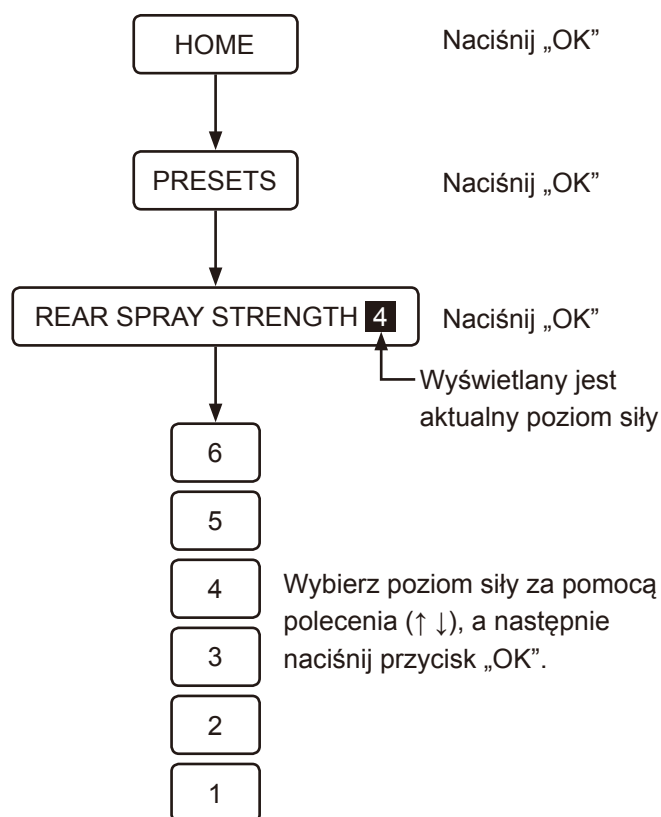 HOME
Naciśnij „OK”
PRESETS
Naciśnij „OK”
REAR SPRAY STRENGTH 4
Naciśnij „OK”
Wyświetlany jest
aktualny poziom siły
6
5
4
Wybierz poziom siły za pomocą
polecenia (↑ ↓), a następnie
naciśnij przycisk „OK”.
3
2
1